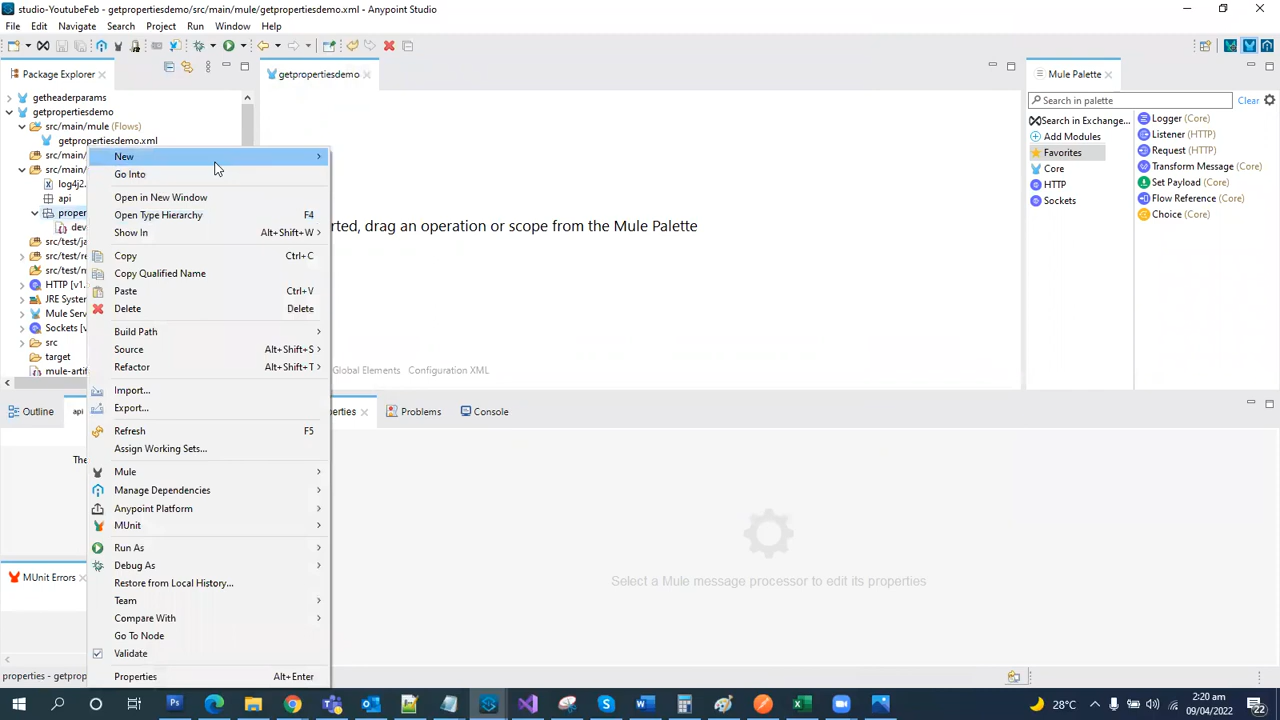 studio-YoutubeFeb - getpropertiesdemo/src/main/mule/getpropertiesdemo.xml - Anypoint Studio
File Edit Navigate Search Project Run Window Help
Package Explorer
getpropertiesdemo
Mule Palette
getheaderparams
getpropertiesdemo
src/main/mule (Flows)
getpropertiesdemo.xml
src/main/
src/main/
log4j2.
api
proper
dev
src/test/ja
src/test/re
src/test/m
HTTP [v1.
JRE System
Mule Serv
Sockets [v
src
target
mule-artif
New
Go Into
Open in New Window
Open Type Hierarchy F4
Show In Alt+Shift+W
Copy Ctrl+C
Copy Qualified Name
Paste Ctrl+V
Delete Delete
Build Path
Source Alt+Shift+S
Refactor Alt+Shift+T
Import...
Export...
Refresh F5
Assign Working Sets...
Mule
Manage Dependencies
Anypoint Platform
MUnit
Run As
Debug As
Restore from Local History...
Team
Compare With
Go To Node
Validate
Properties Alt+Enter
rted, drag an operation or scope from the Mule Palette
Global Elements Configuration XML
Search in palette
Clear
Search in Exchange...
Add Modules
Favorites
Core
HTTP
Sockets
Logger (Core)
Listener (HTTP)
Request (HTTP)
Transform Message (Core)
Set Payload (Core)
Flow Reference (Core)
Choice (Core)
Outline
api
erties
Problems
Console
The
Select a Mule message processor to edit its properties
MUnit Errors
properties - getprop
28°C
2:20 am
09/04/2022
22